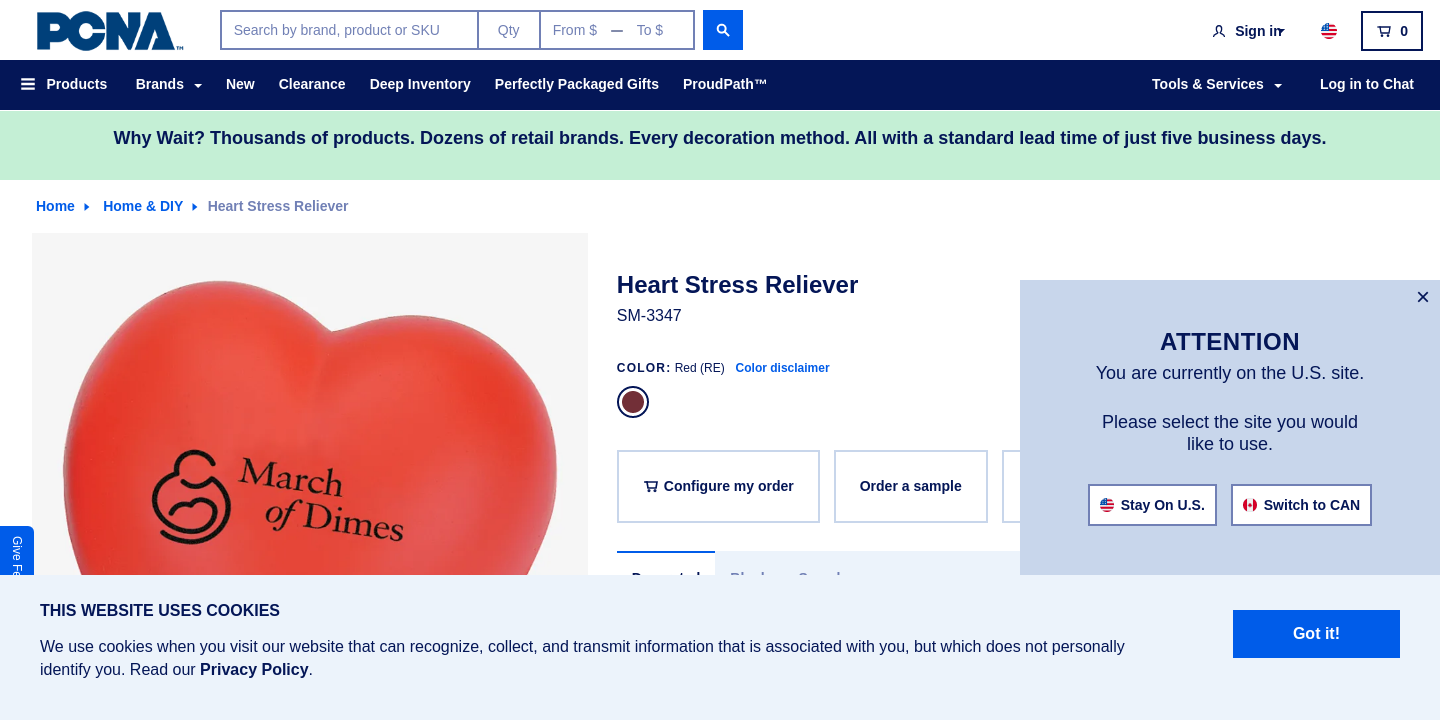 PCNA™
Search by brand, product or SKU
Qty
From $ — To $
Sign in
0
Products
Brands
New
Clearance
Deep Inventory
Perfectly Packaged Gifts
ProudPath™
Tools & Services
Log in to Chat
Why Wait? Thousands of products. Dozens of retail brands. Every decoration method. All with a standard lead time of just five business days.
Home
Home & DIY
Heart Stress Reliever
March
of Dimes
Heart Stress Reliever
SM-3347
COLOR: Red (RE) Color disclaimer
Configure my order
Order a sample
×
ATTENTION
You are currently on the U.S. site.
Please select the site you would
like to use.
Stay On U.S.
Switch to CAN
Give
THIS WEBSITE USES COOKIES
We use cookies when you visit our website that can recognize, collect, and transmit information that is associated with you, but which does not personally
identify you. Read our Privacy Policy.
Got it!